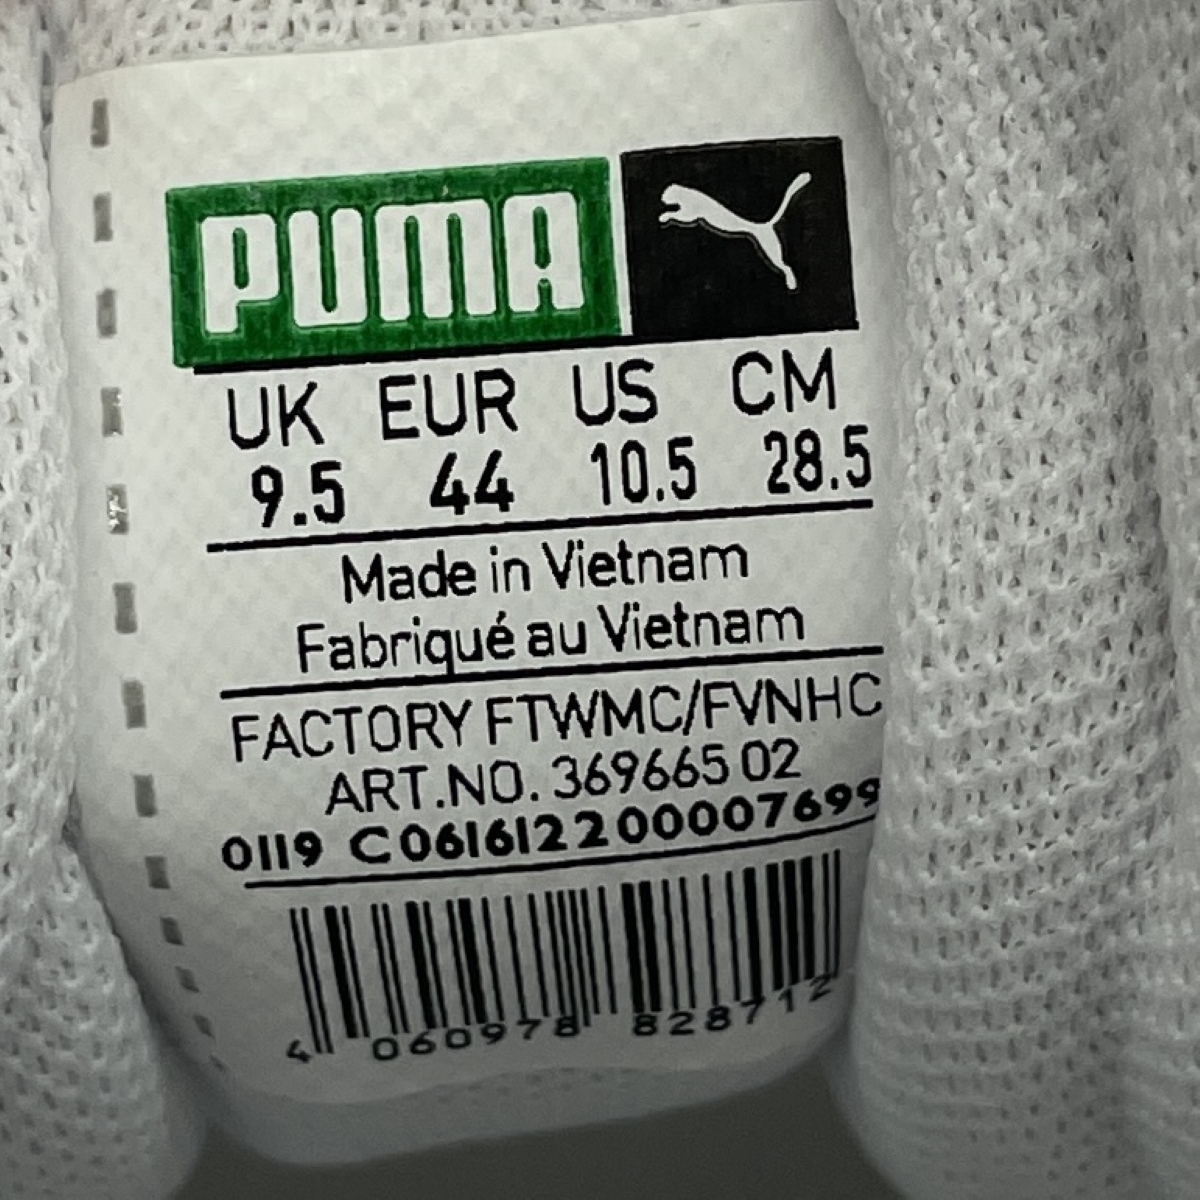 PUMA
UK EUR US CM
9.5 44 10.5 28.5
Made in Vietnam
Fabriqué au Vietnam
FACTORY FTWMC/FVNHC
ART.NO. 369665 02
0119 C061612200007699
4 060978 828712